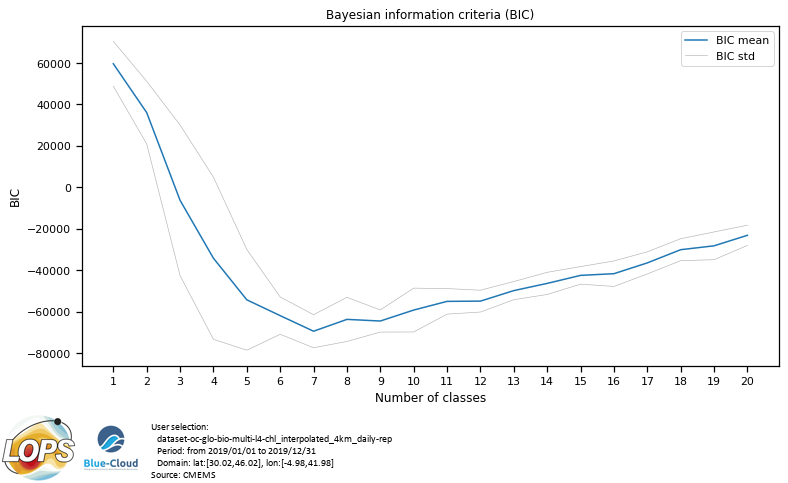 Bayesian information criteria (BIC)
BIC mean
BIC std
BIC
60000
40000
20000
0
−20000
−40000
−60000
−80000
1 2 3 4 5 6 7 8 9 10 11 12 13 14 15 16 17 18 19 20
Number of classes
LOPS
Blue-Cloud
User selection:
dataset-oc-glo-bio-multi-l4-chl_interpolated_4km_daily-rep
Period: from 2019/01/01 to 2019/12/31
Domain: lat:[30.02,46.02], lon:[-4.98,41.98]
Source: CMEMS